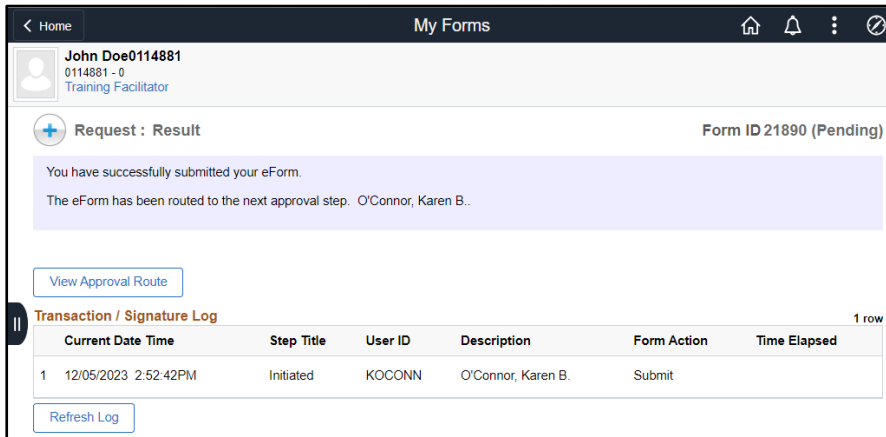 Home
My Forms
John Doe0114881
0114881 - 0
Training Facilitator
Request : Result
Form ID 21890 (Pending)
You have successfully submitted your eForm.
The eForm has been routed to the next approval step.  O'Connor, Karen B..
View Approval Route
Transaction / Signature Log
1 row
Current Date Time Step Title User ID Description Form Action Time Elapsed
1 12/05/2023 2:52:42PM Initiated KOCONN O'Connor, Karen B. Submit
Refresh Log